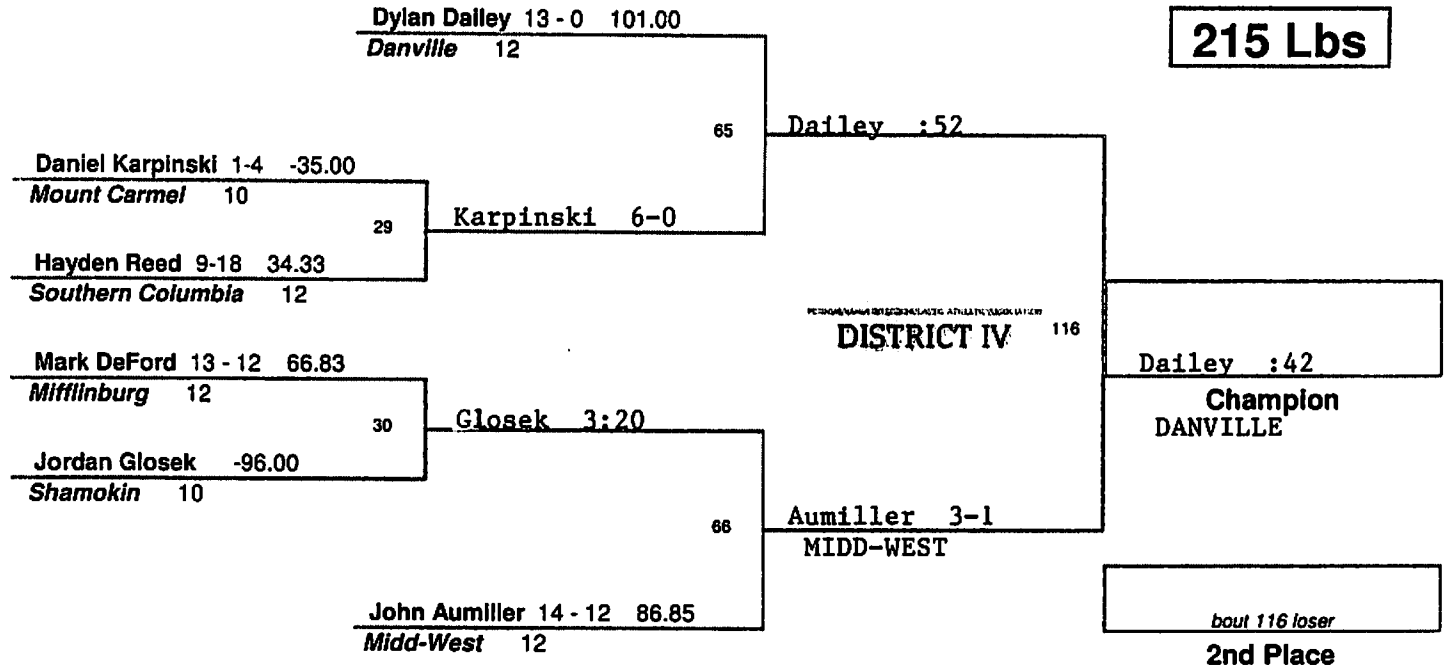 Dylan Dailey 13 - 0 101.00
Danville 12
215 Lbs
65
Dailey :52
Daniel Karpinski 1-4 -35.00
Mount Carmel 10
29
Karpinski 6-0
Hayden Reed 9-18 34.33
Southern Columbia 12
DISTRICT IV
116
Mark DeFord 13 - 12 66.83
Mifflinburg 12
Dailey :42
Champion
DANVILLE
30
Glosek 3:20
Jordan Glosek -96.00
Shamokin 10
66
Aumiller 3-1
MIDD-WEST
John Aumiller 14 - 12 86.85
Midd-West 12
bout 116 loser
2nd Place